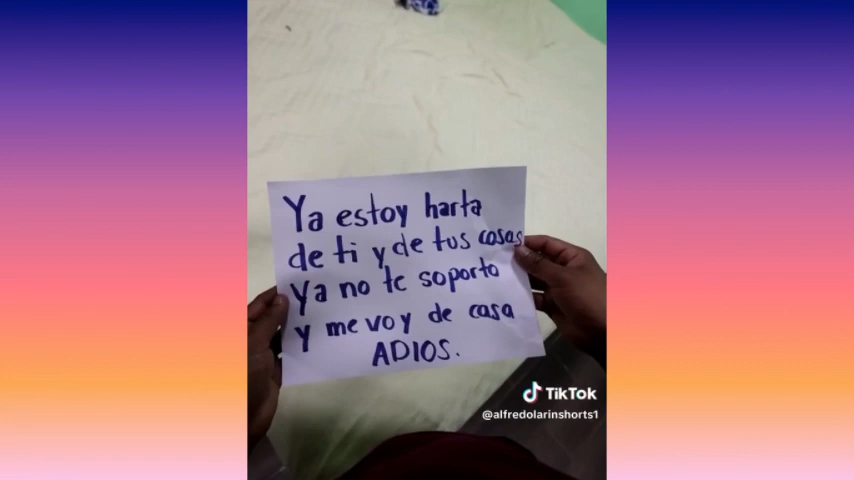 Ya estoy harta
de ti y de tus cosas
Ya no te soporto
y me voy de casa
ADIOS.
TikTok
@alfredolarinshorts1